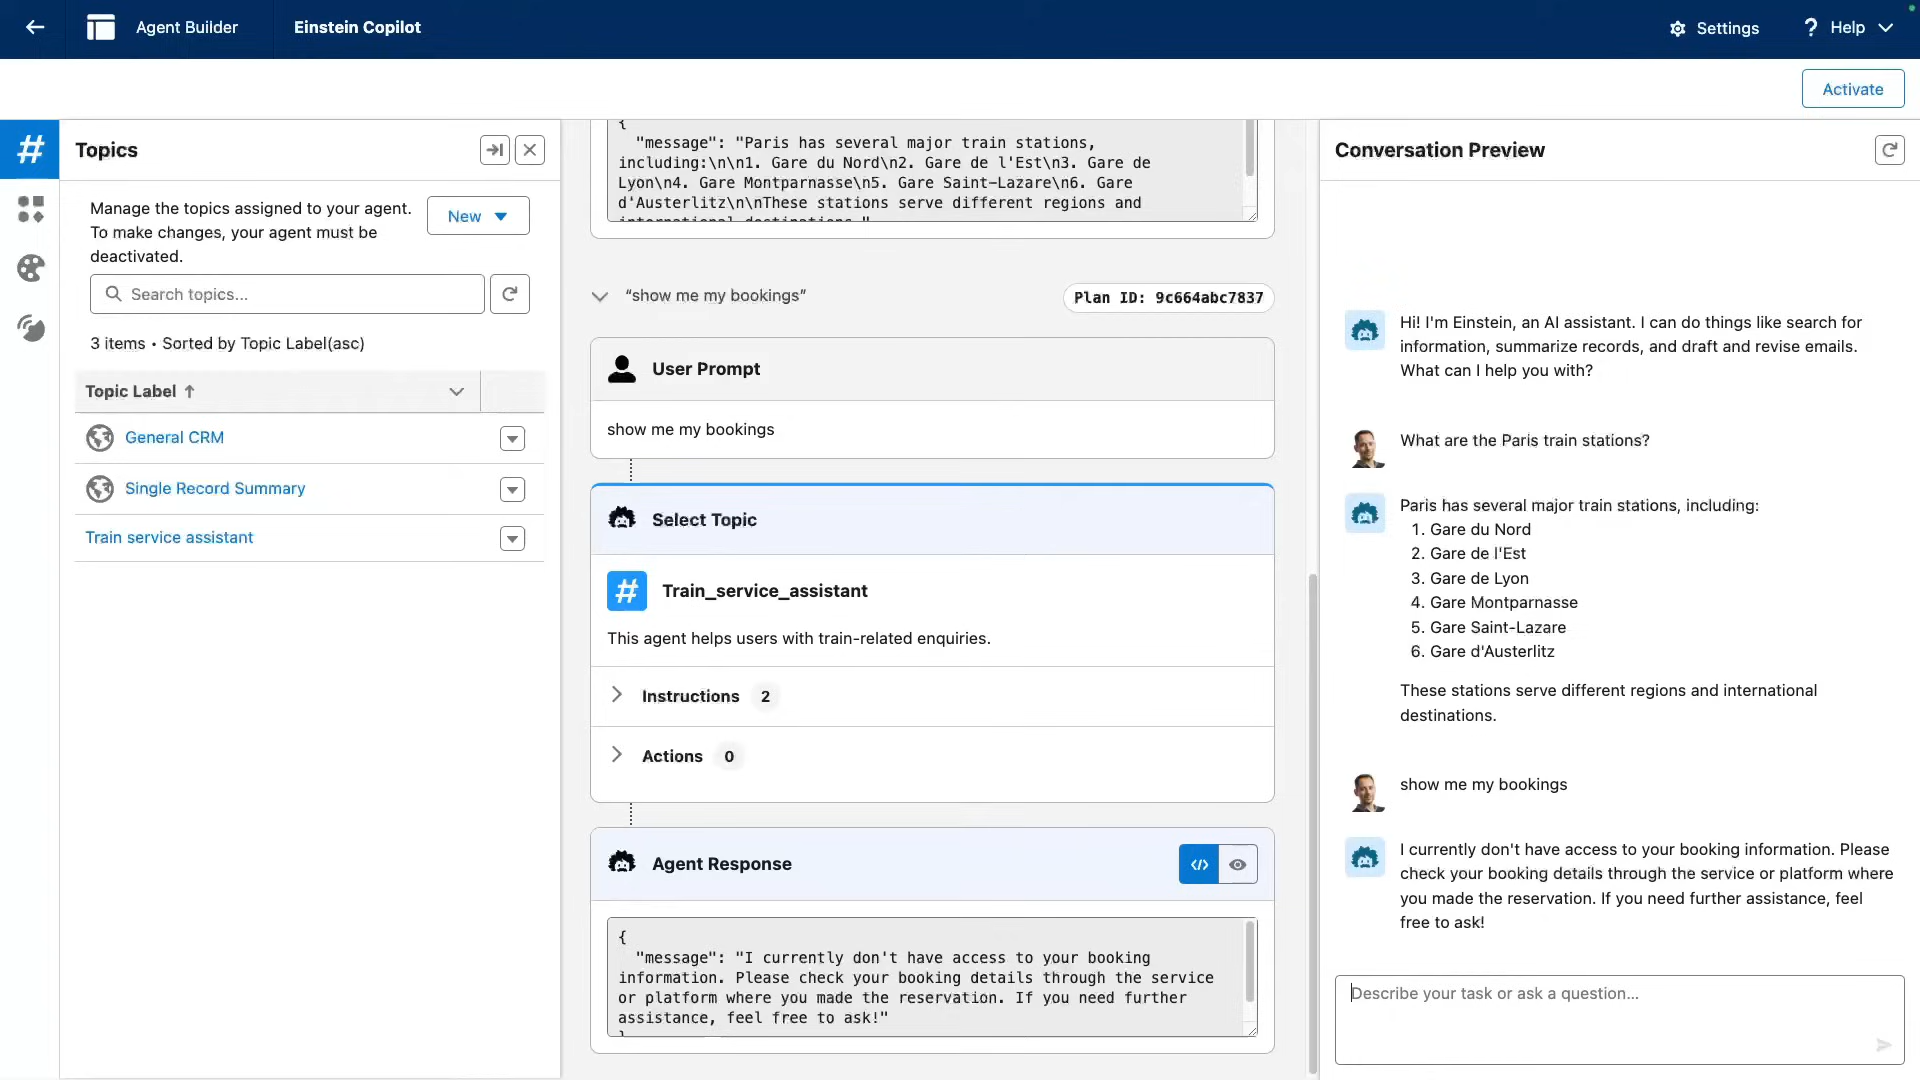 Agent Builder
Einstein Copilot
Settings
? Help
Activate
Topics
Manage the topics assigned to your agent.
To make changes, your agent must be
deactivated.
New
Search topics...
3 items • Sorted by Topic Label(asc)
Topic Label ↑
General CRM
Single Record Summary
Train service assistant
{
"message": "Paris has several major train stations,
including:\n\n1. Gare du Nord\n2. Gare de l'Est\n3. Gare de
Lyon\n4. Gare Montparnasse\n5. Gare Saint-Lazare\n6. Gare
d'Austerlitz\n\nThese stations serve different regions and
international destinations."
“show me my bookings”
Plan ID: 9c664abc7837
User Prompt
show me my bookings
Select Topic
# Train_service_assistant
This agent helps users with train-related enquiries.
Instructions 2
Actions 0
Agent Response
</>
{
"message": "I currently don't have access to your booking
information. Please check your booking details through the service
or platform where you made the reservation. If you need further
assistance, feel free to ask!"
}
Conversation Preview
Hi! I'm Einstein, an AI assistant. I can do things like search for
information, summarize records, and draft and revise emails.
What can I help you with?
What are the Paris train stations?
Paris has several major train stations, including:
1. Gare du Nord
2. Gare de l'Est
3. Gare de Lyon
4. Gare Montparnasse
5. Gare Saint-Lazare
6. Gare d'Austerlitz
These stations serve different regions and international
destinations.
show me my bookings
I currently don't have access to your booking information. Please
check your booking details through the service or platform where
you made the reservation. If you need further assistance, feel
free to ask!
Describe your task or ask a question...